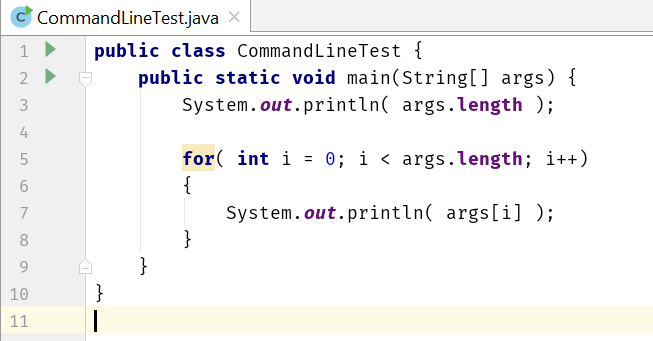 CommandLineTest.java
1 public class CommandLineTest {
2     public static void main(String[] args) {
3         System.out.println( args.length );
4
5         for( int i = 0; i < args.length; i++)
6         {
7             System.out.println( args[i] );
8         }
9     }
10 }
11